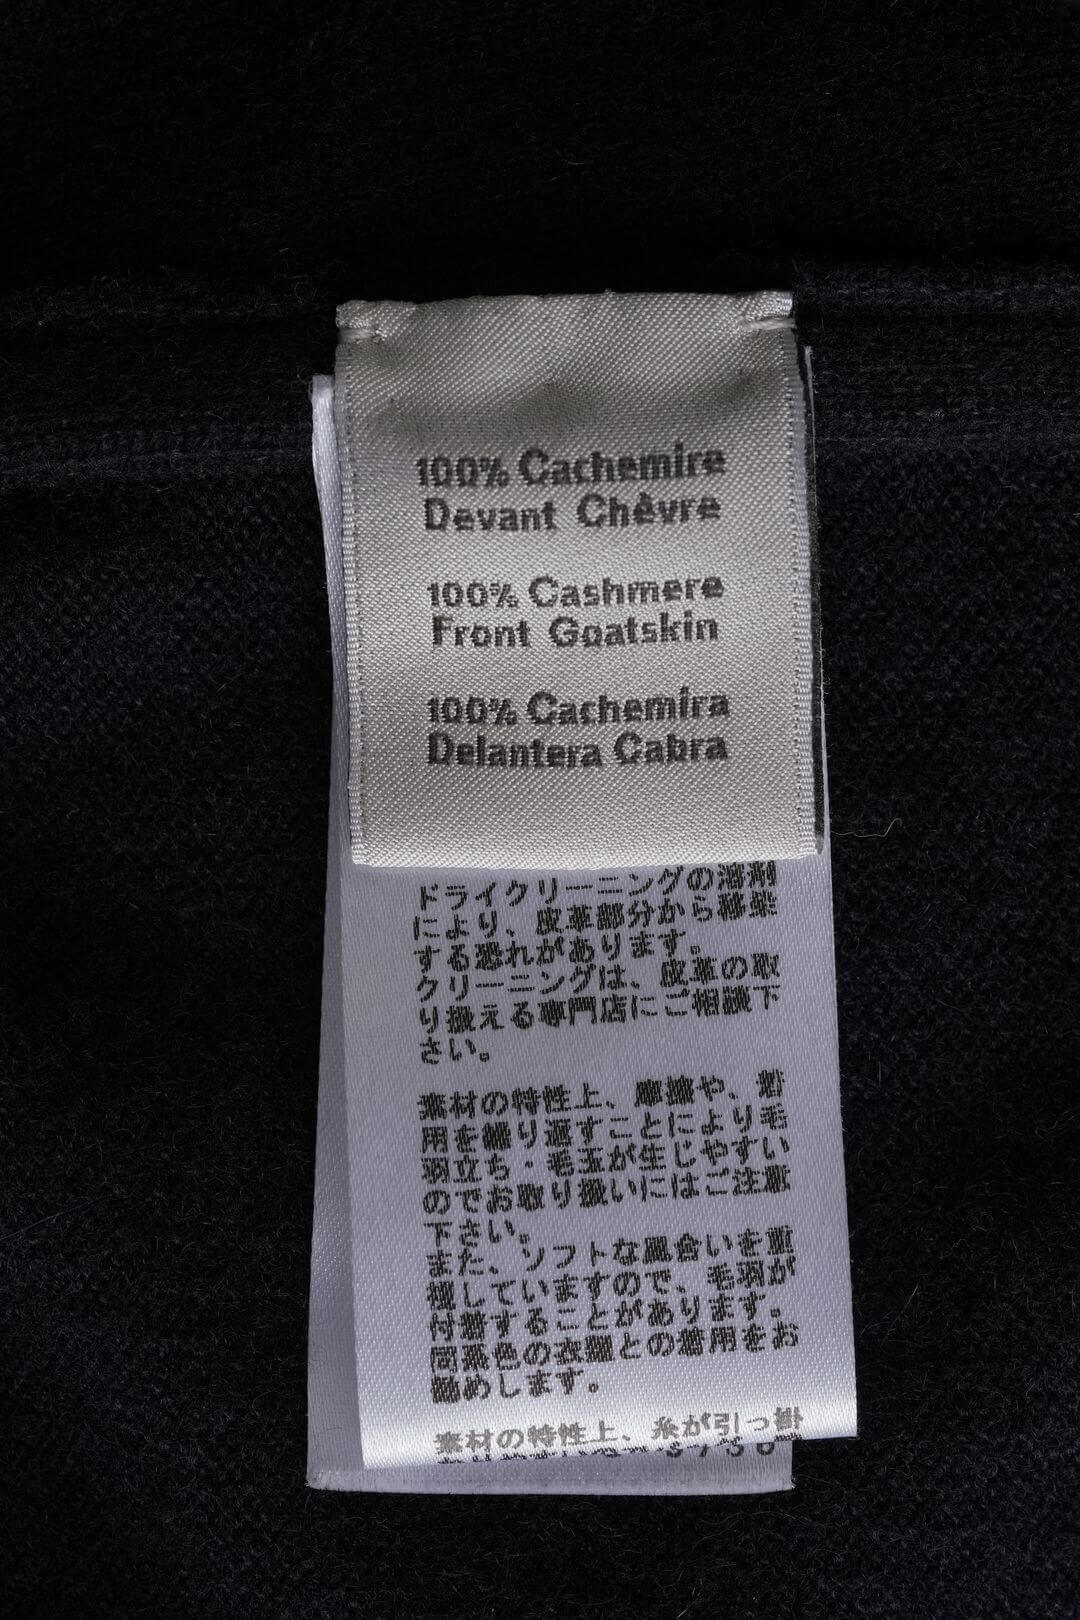 100% Cachemire
Devant Chèvre
100% Cashmere
Front Goatskin
100% Cachemira
Delantera Cabra
ドライクリーニングの溶剤
により、皮革部分から移染
する恐れがあります。
クリーニングは、皮革の取
り扱える専門店にご相談下
さい。
素材の特性上、摩擦や、着
用を繰り返すことにより毛
羽立ち・毛玉が生じやすい
のでお取り扱いにはご注意
下さい。
また、ソフトな風合いを重
視していますので、毛羽が
付着することがあります。
同系色の衣類との着用をお
勧めします。
素材の特性上、糸が引っ掛